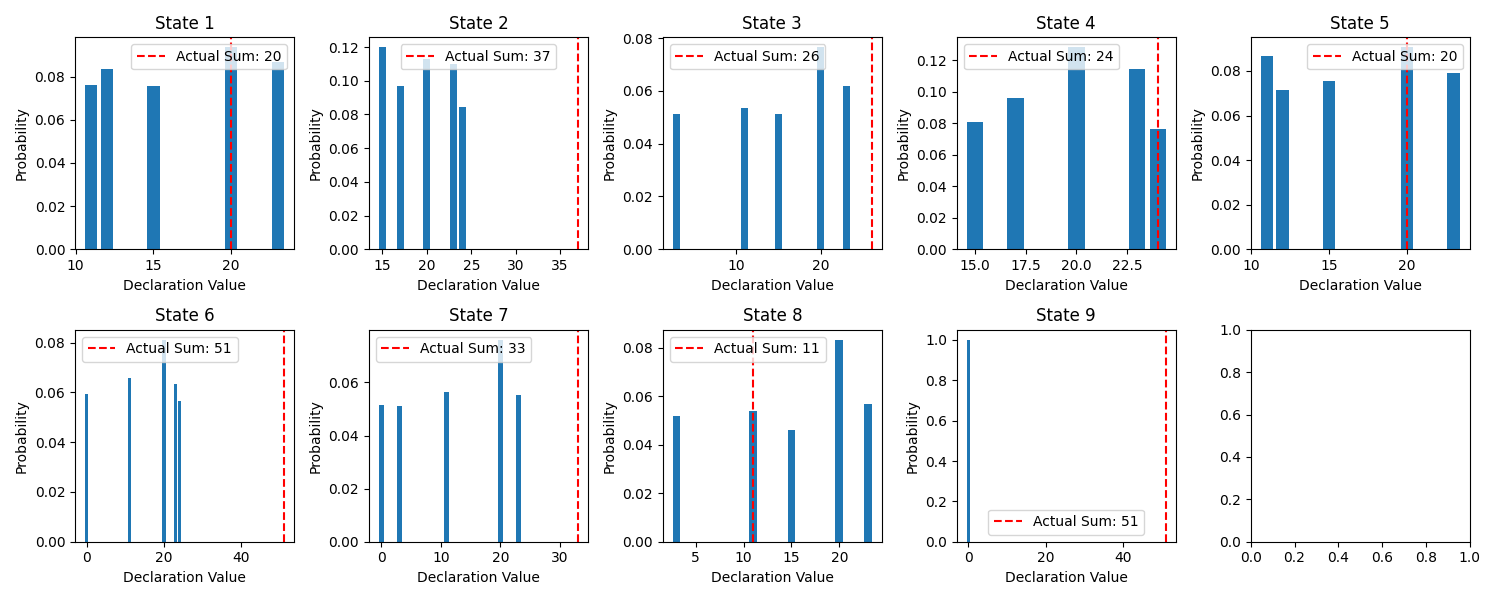 State 1
Actual Sum: 20
0.08
0.06
0.04
0.02
0.00
Probability
10 15 20
Declaration Value
State 2
Actual Sum: 37
0.12
0.10
0.08
0.06
0.04
0.02
0.00
Probability
15 20 25 30 35
Declaration Value
State 3
Actual Sum: 26
0.08
0.06
0.04
0.02
0.00
Probability
10 20
Declaration Value
State 4
Actual Sum: 24
0.12
0.10
0.08
0.06
0.04
0.02
0.00
Probability
15.0 17.5 20.0 22.5
Declaration Value
State 5
Actual Sum: 20
0.08
0.06
0.04
0.02
0.00
Probability
10 15 20
Declaration Value
State 6
Actual Sum: 51
0.08
0.06
0.04
0.02
0.00
Probability
0 20 40
Declaration Value
State 7
Actual Sum: 33
0.06
0.04
0.02
0.00
Probability
0 10 20 30
Declaration Value
State 8
Actual Sum: 11
0.08
0.06
0.04
0.02
0.00
Probability
5 10 15 20
Declaration Value
State 9
Actual Sum: 51
1.0
0.8
0.6
0.4
0.2
0.0
Probability
0 20 40
Declaration Value
1.0
0.8
0.6
0.4
0.2
0.0
0.0 0.2 0.4 0.6 0.8 1.0